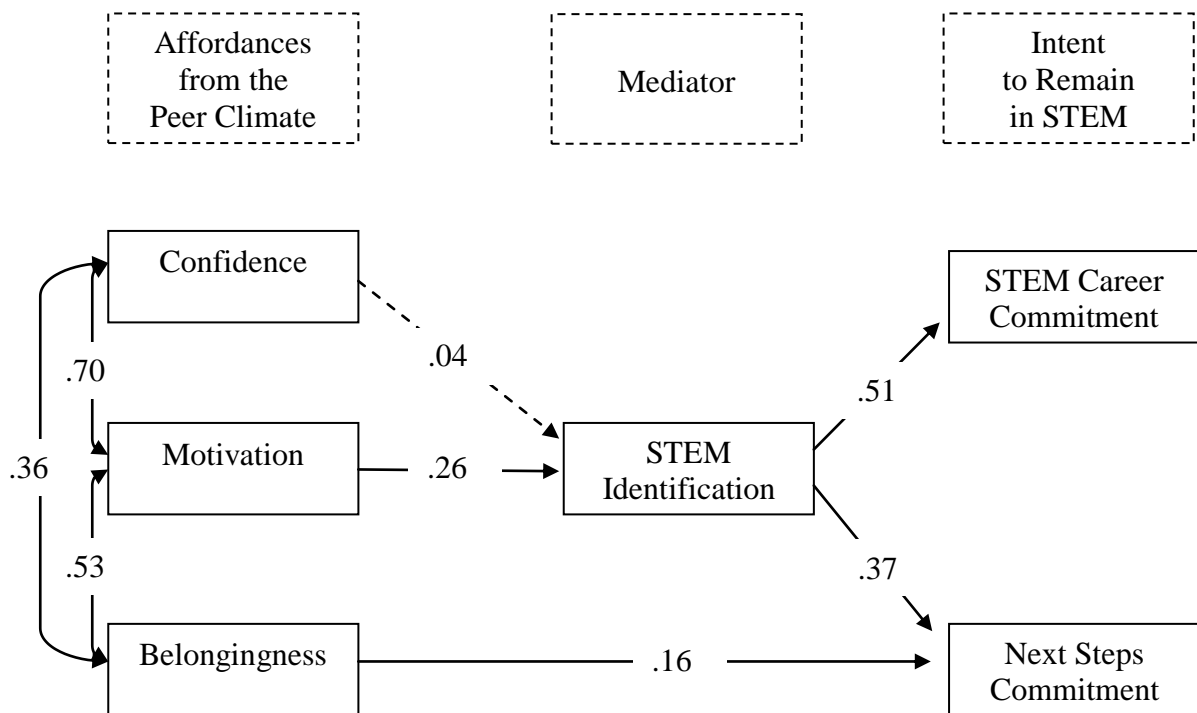 Affordances
from the
Peer Climate
Mediator
Intent
to Remain
in STEM
Confidence
STEM Career
Commitment
.04
.70
.51
Motivation
.26
STEM
Identification
.36
.53
.37
Belongingness
.16
Next Steps
Commitment